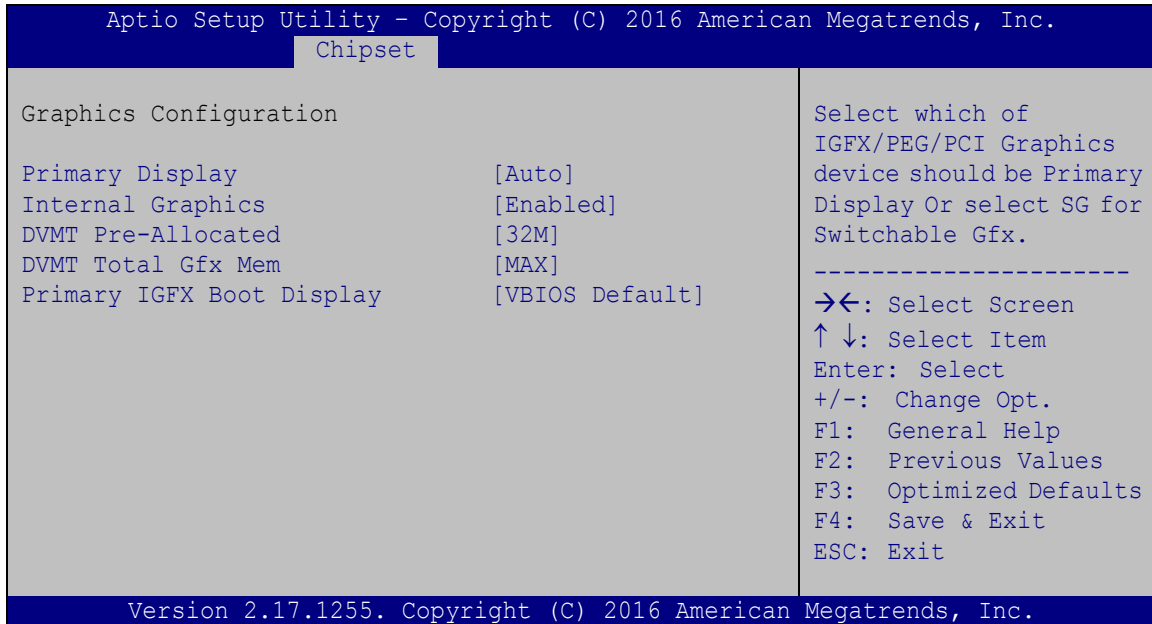 Aptio Setup Utility – Copyright (C) 2016 American Megatrends, Inc.
Chipset
Graphics Configuration
Primary Display [Auto]
Internal Graphics [Enabled]
DVMT Pre-Allocated [32M]
DVMT Total Gfx Mem [MAX]
Primary IGFX Boot Display [VBIOS Default]
Select which of
IGFX/PEG/PCI Graphics
device should be Primary
Display Or select SG for
Switchable Gfx.
----------------------
→←: Select Screen
↑ ↓: Select Item
Enter: Select
+/-: Change Opt.
F1: General Help
F2: Previous Values
F3: Optimized Defaults
F4: Save & Exit
ESC: Exit
Version 2.17.1255. Copyright (C) 2016 American Megatrends, Inc.